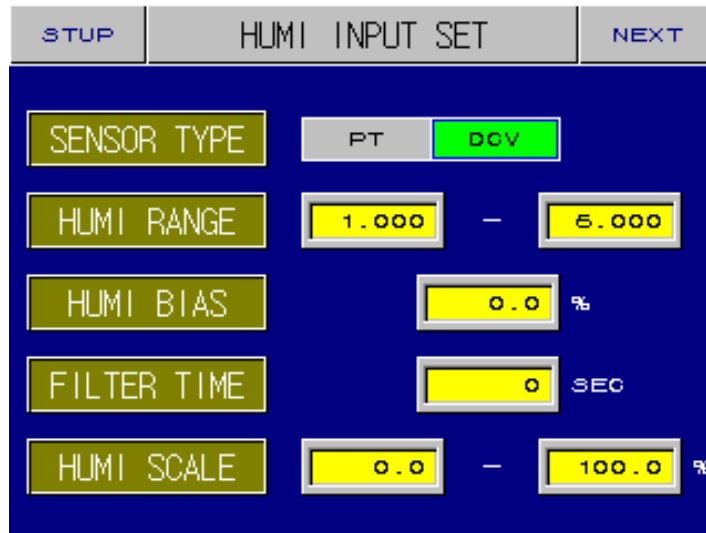 STUP HUMI INPUT SET NEXT
SENSOR TYPE PT DCV
HUMI RANGE 1.000 - 5.000
HUMI BIAS 0.0 %
FILTER TIME 0 SEC
HUMI SCALE 0.0 - 100.0 %